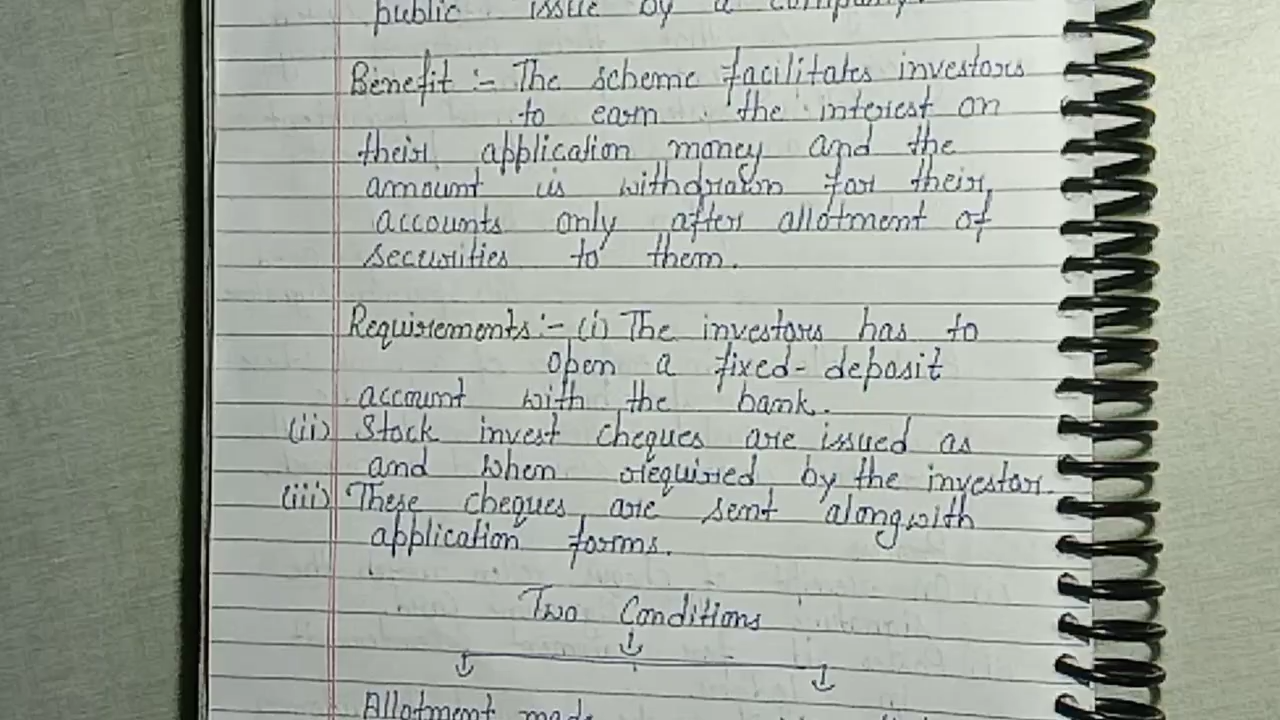 public issue by a company.
Benefit :- The scheme facilitates investors
to earn the interest on
their application money and the
amount is withdrawn for their
accounts only after allotment of
securities to them.
Requirements :- (i) The investors has to
open a fixed-deposit
account with the bank.
(ii) Stock invest cheques are issued as
and when required by the investor.
(iii) These cheques are sent alongwith
application forms.
Two Conditions
Allotment made